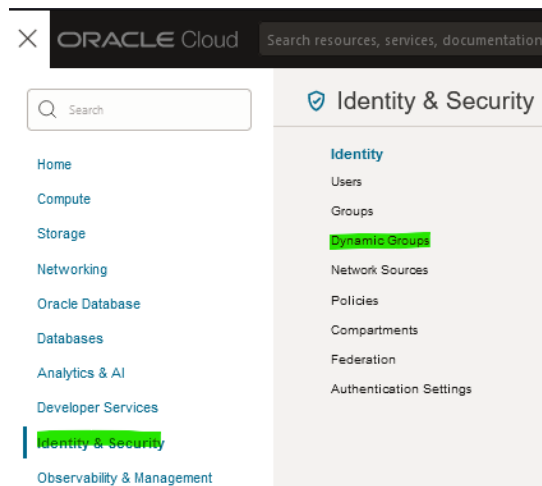 ORACLE Cloud
Search resources, services, documentation
Search
Home
Compute
Storage
Networking
Oracle Database
Databases
Analytics & AI
Developer Services
Identity & Security
Observability & Management
Identity & Security
Identity
Users
Groups
Dynamic Groups
Network Sources
Policies
Compartments
Federation
Authentication Settings